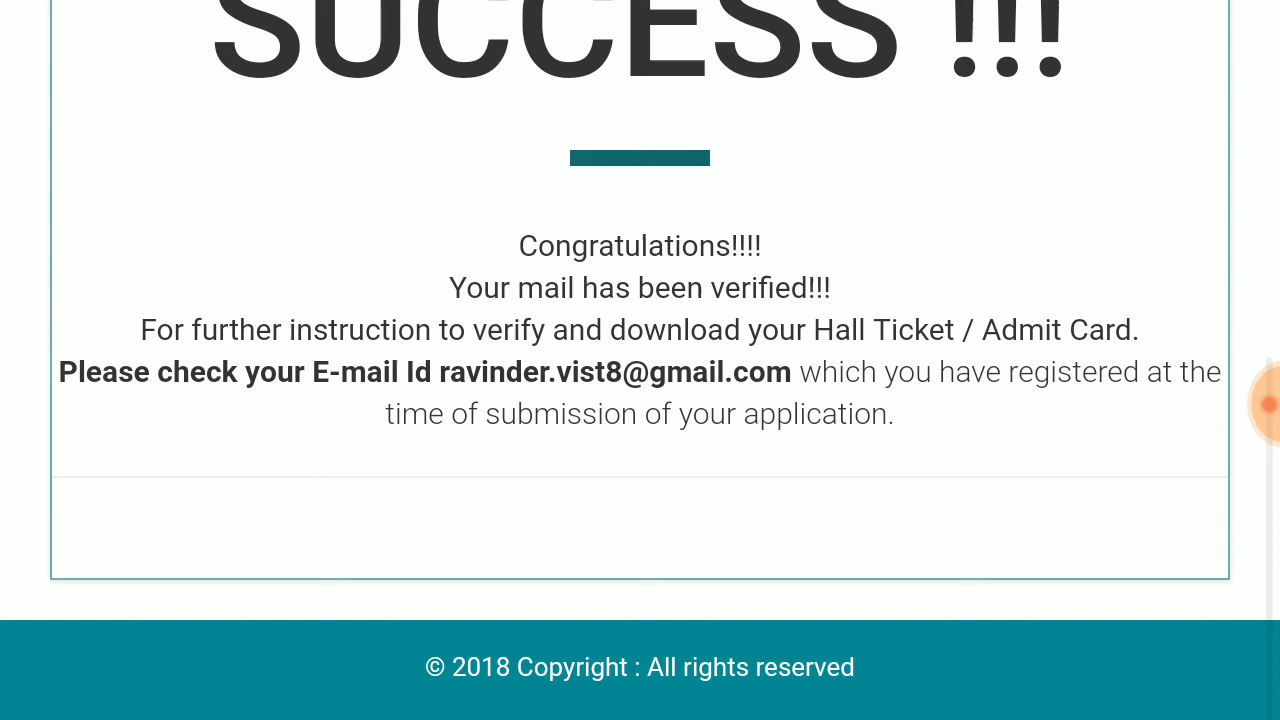 SUCCESS !!!
Congratulations!!!!
Your mail has been verified!!!
For further instruction to verify and download your Hall Ticket / Admit Card.
Please check your E-mail Id ravinder.vist8@gmail.com which you have registered at the
time of submission of your application.
© 2018 Copyright : All rights reserved